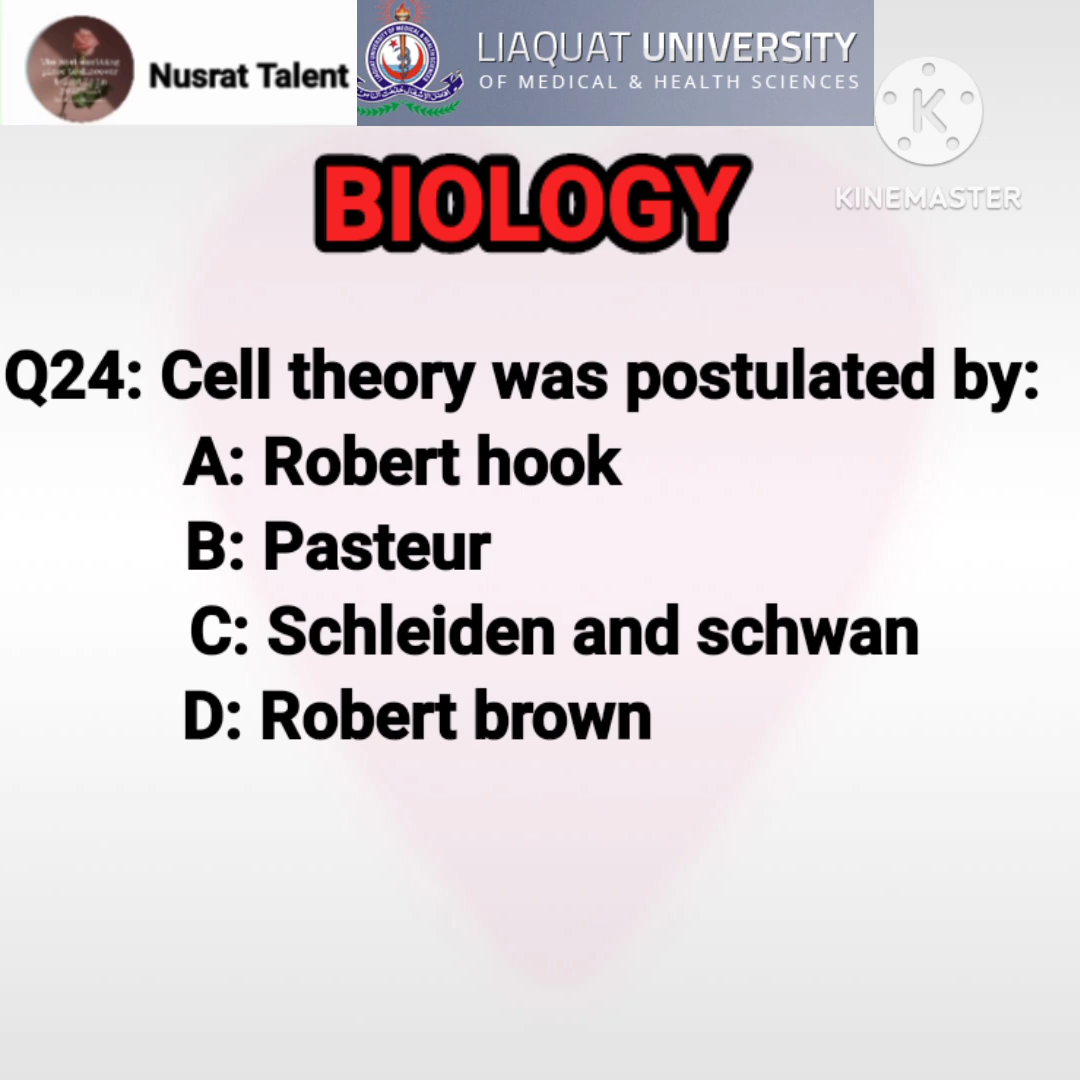 Nusrat Talent
LIAQUAT UNIVERSITY
OF MEDICAL & HEALTH SCIENCES
K
KINEMASTER
BIOLOGY
Q24: Cell theory was postulated by:
A: Robert hook
B: Pasteur
C: Schleiden and schwan
D: Robert brown